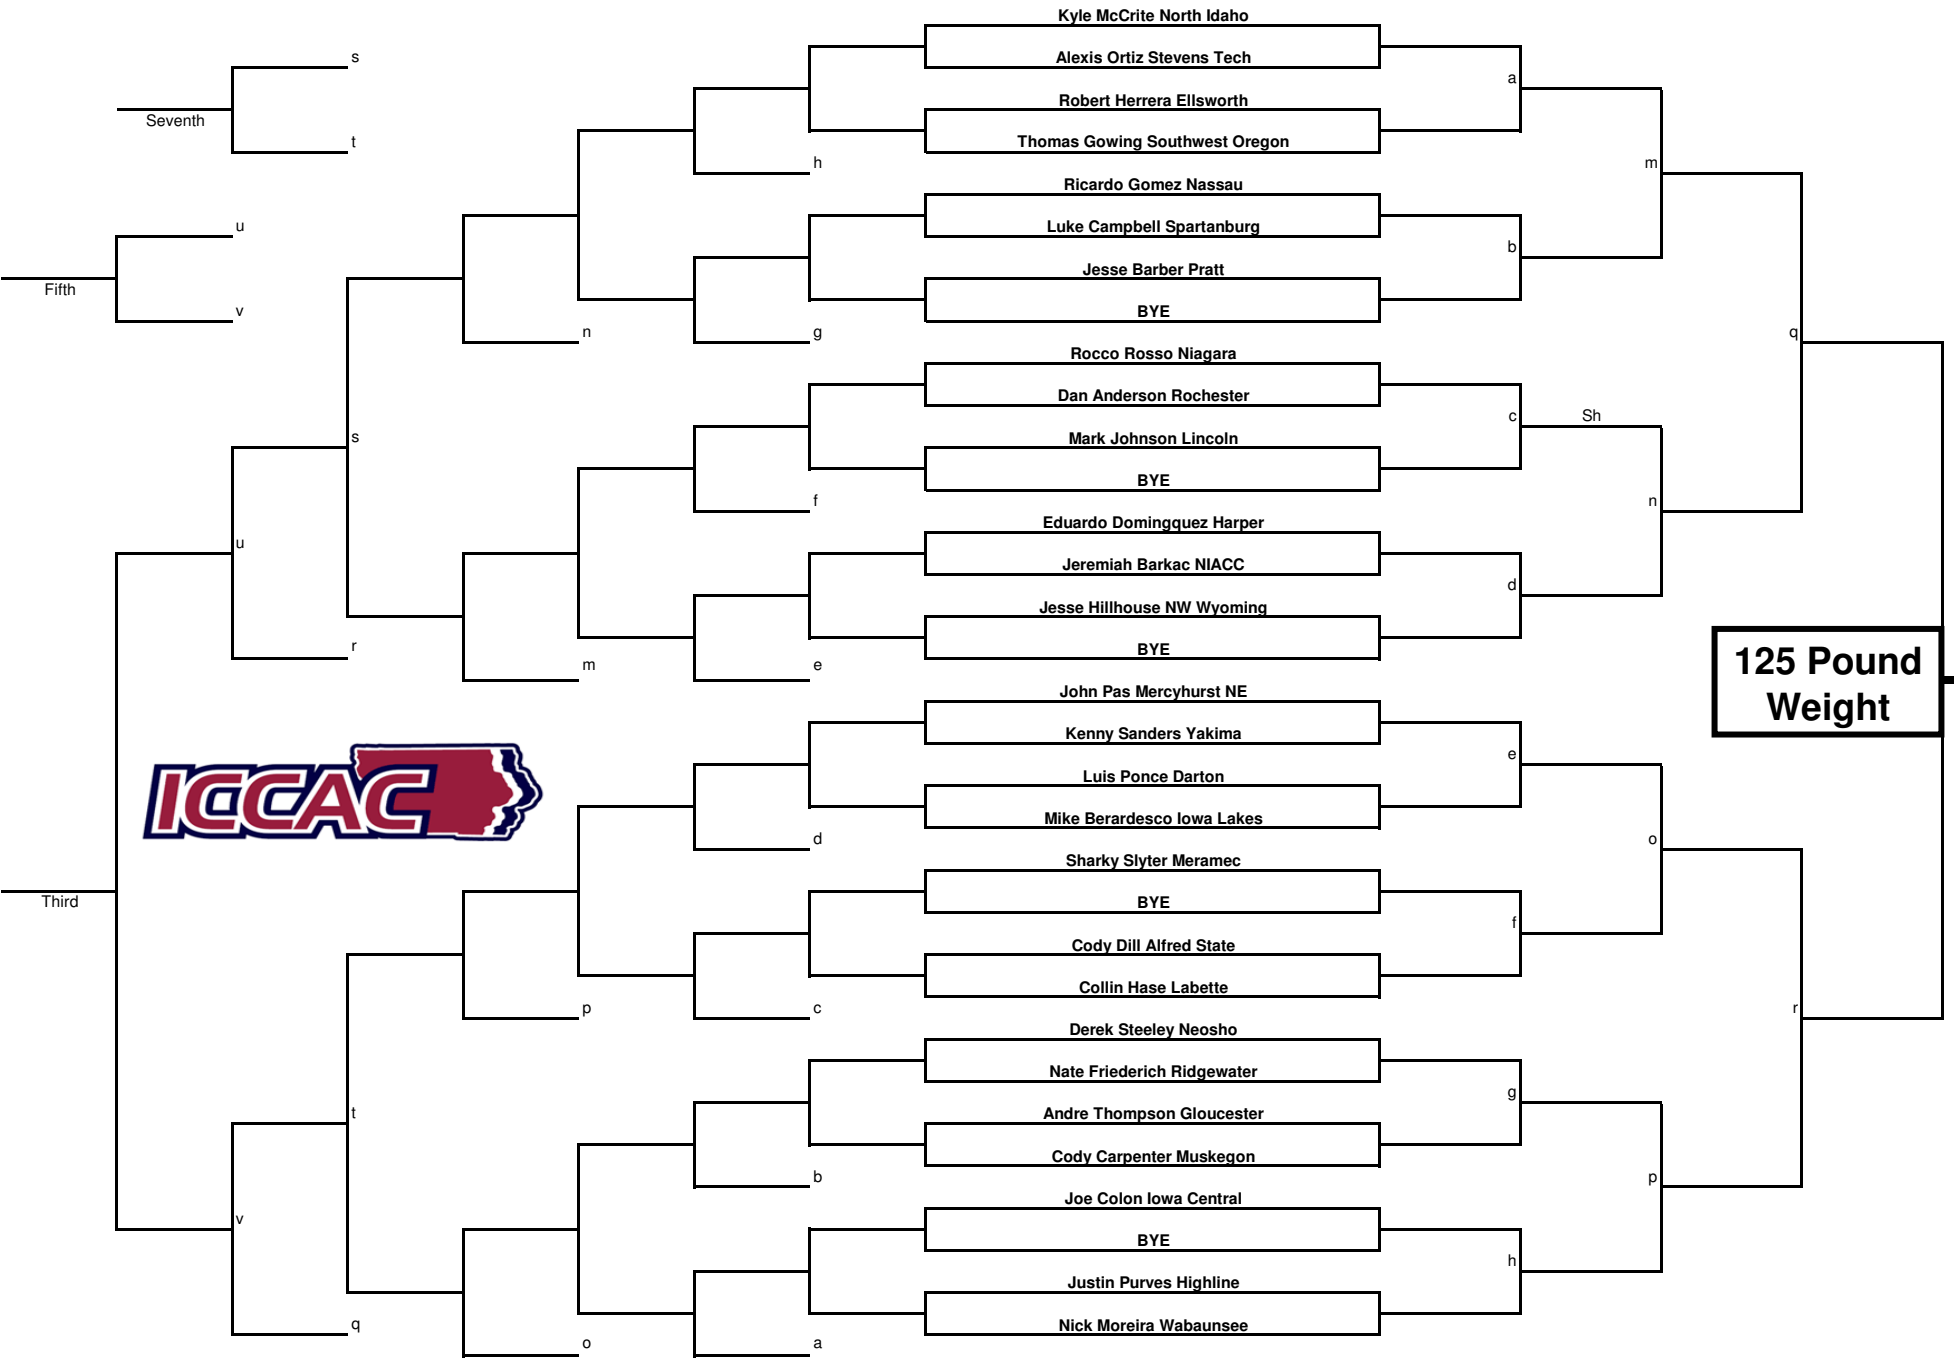 Kyle McCrite North Idaho
s
Alexis Ortiz Stevens Tech
a
Robert Herrera Ellsworth
Seventh
t
Thomas Gowing Southwest Oregon
h
m
Ricardo Gomez Nassau
u
Luke Campbell Spartanburg
b
Jesse Barber Pratt
Fifth
v
BYE
n
g
q
Rocco Rosso Niagara
Dan Anderson Rochester
c
Sh
s
Mark Johnson Lincoln
BYE
f
n
Eduardo Domingquez Harper
u
Jeremiah Barkac NIACC
d
Jesse Hillhouse NW Wyoming
r
BYE
m
e
125 Pound
Weight
John Pas Mercyhurst NE
Kenny Sanders Yakima
e
Luis Ponce Darton
ICCAC
Mike Berardesco Iowa Lakes
d
o
Sharky Slyter Meramec
Third
BYE
f
Cody Dill Alfred State
Collin Hase Labette
p
c
r
Derek Steeley Neosho
Nate Friederich Ridgewater
g
t
Andre Thompson Gloucester
Cody Carpenter Muskegon
b
p
Joe Colon Iowa Central
v
BYE
h
Justin Purves Highline
q
Nick Moreira Wabaunsee
o
a